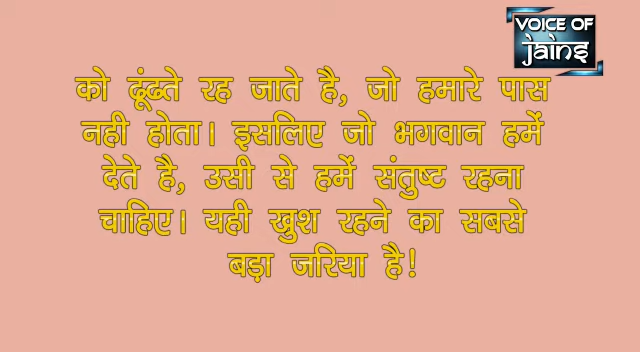 VOICE OF
JAINS
को ढूंढते रह जाते है, जो हमारे पास
नही होता। इसलिए जो भगवान हमें
देते है, उसी से हमें संतुष्ट रहना
चाहिए। यही खुश रहने का सबसे
बड़ा जरिया है!